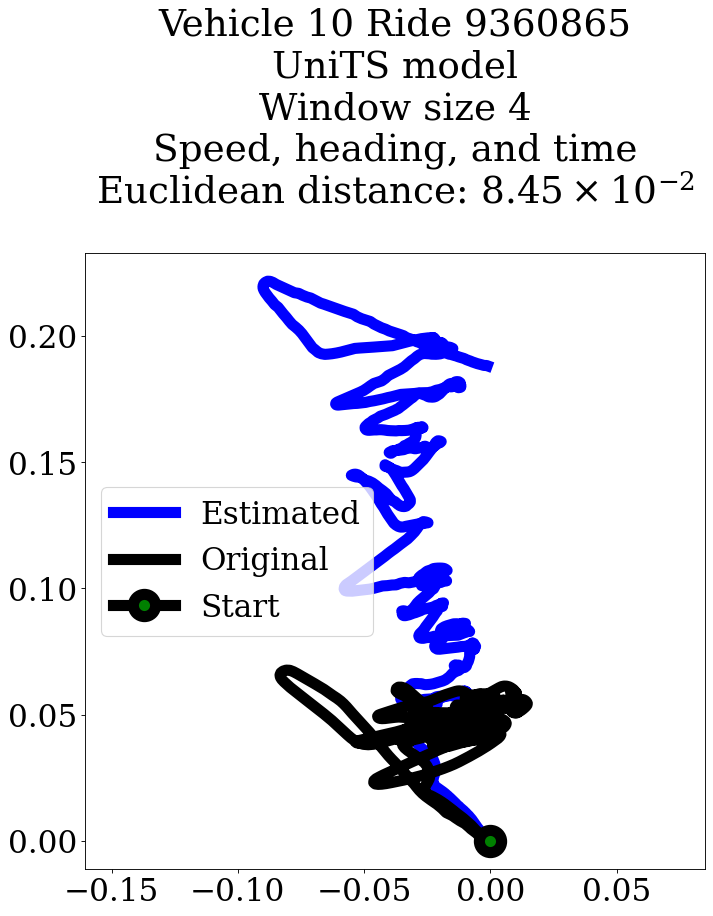 Vehicle 10 Ride 9360865
UniTS model
Window size 4
Speed, heading, and time
Euclidean distance: 8.45 × 10⁻²
0.20
0.15
0.10
0.05
0.00
Estimated
Original
Start
−0.15 −0.10 −0.05 0.00 0.05